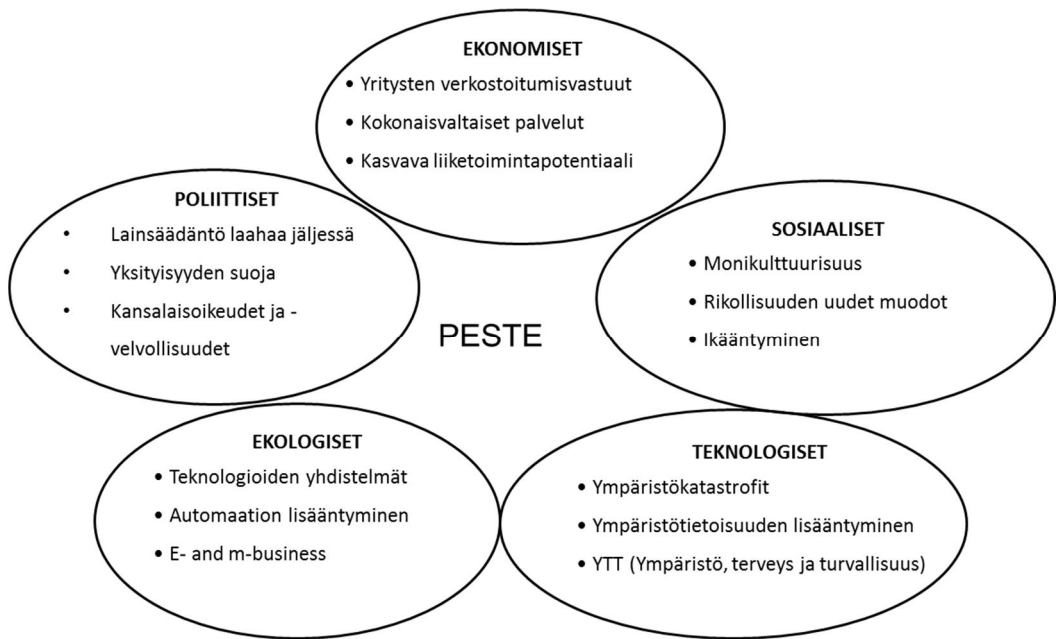 EKONOMISET
• Yritysten verkostoitumisvastuut
• Kokonaisvaltaiset palvelut
• Kasvava liiketoimintapotentiaali
POLIITTISET
• Lainsäädäntö laahaa jäljessä
• Yksityisyyden suoja
• Kansalaisoikeudet ja -
velvollisuudet
SOSIAALISET
• Monikulttuurisuus
• Rikollisuuden uudet muodot
• Ikääntyminen
PESTE
EKOLOGISET
• Teknologioiden yhdistelmät
• Automaation lisääntyminen
• E- and m-business
TEKNOLOGISET
• Ympäristökatastrofit
• Ympäristötietoisuuden lisääntyminen
• YTT (Ympäristö, terveys ja turvallisuus)